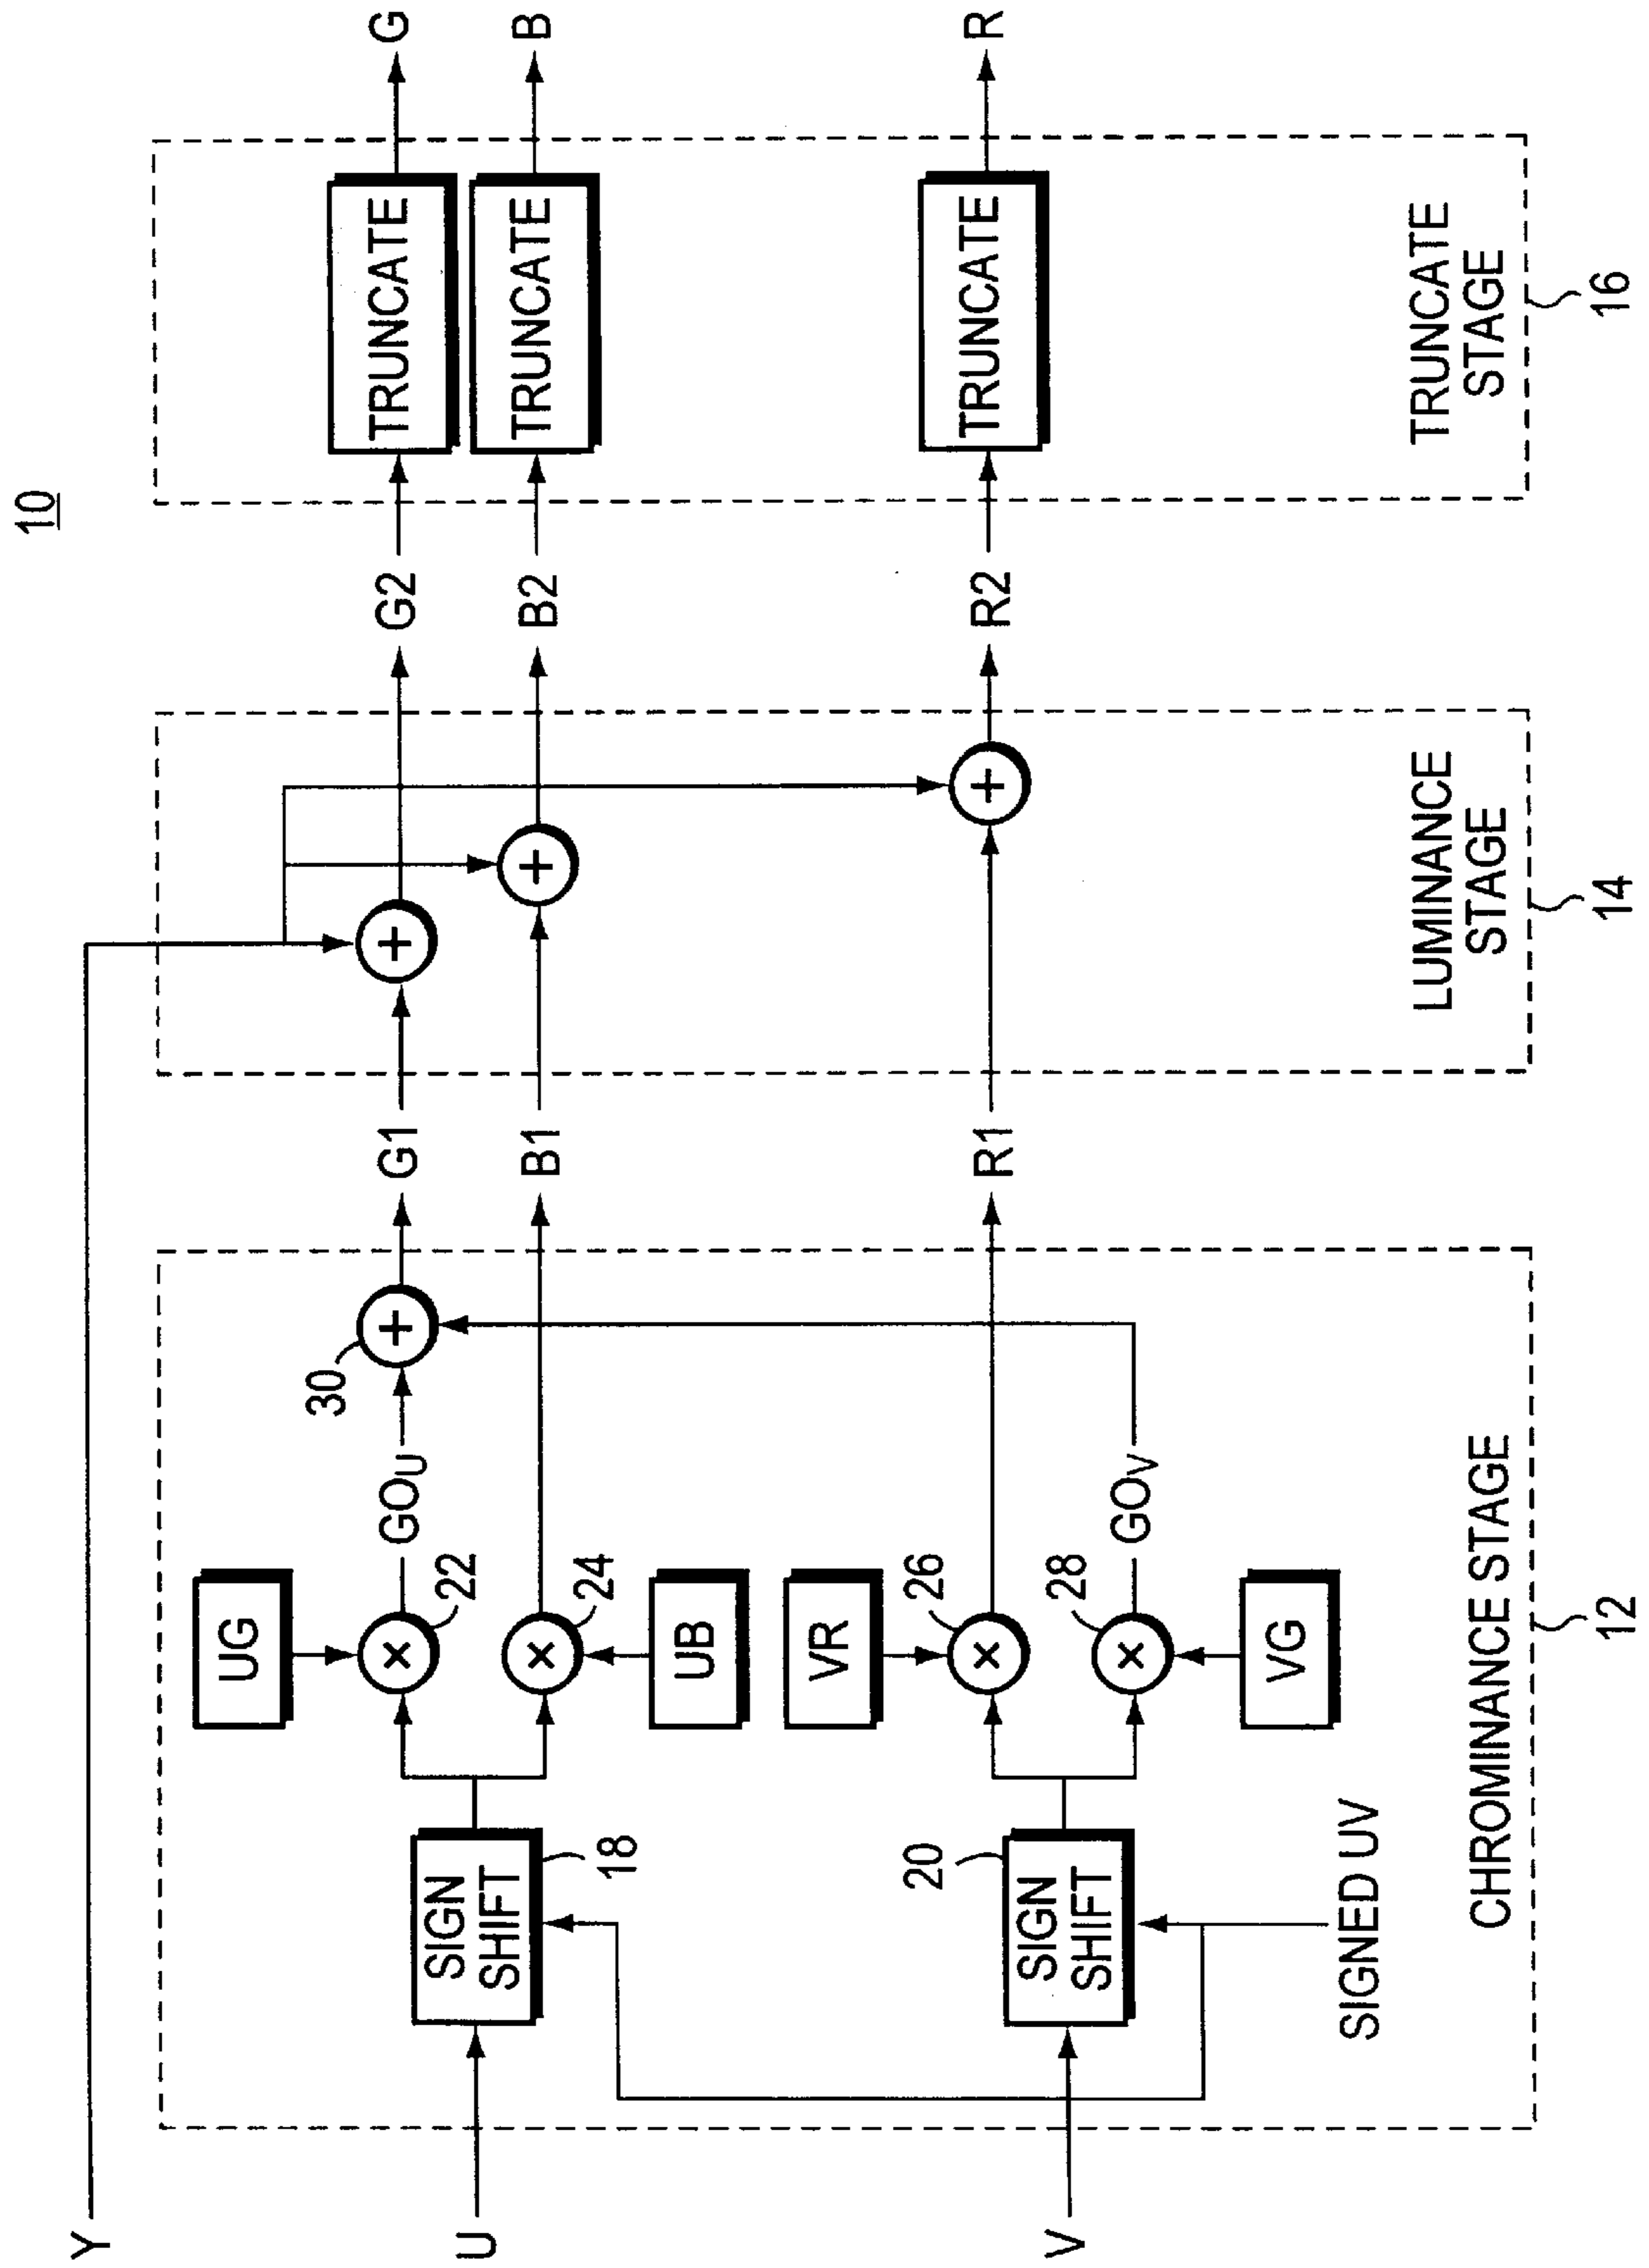 10
Y
U
V
SIGN
SHIFT
18
SIGN
SHIFT
20
SIGNED UV
UG
22
GOU
30
UB
24
VR
26
VG
28
GOV
CHROMINANCE STAGE
12
G1
B1
R1
LUMINANCE
STAGE
14
G2
B2
R2
TRUNCATE
TRUNCATE
TRUNCATE
TRUNCATE
STAGE
16
G
B
R